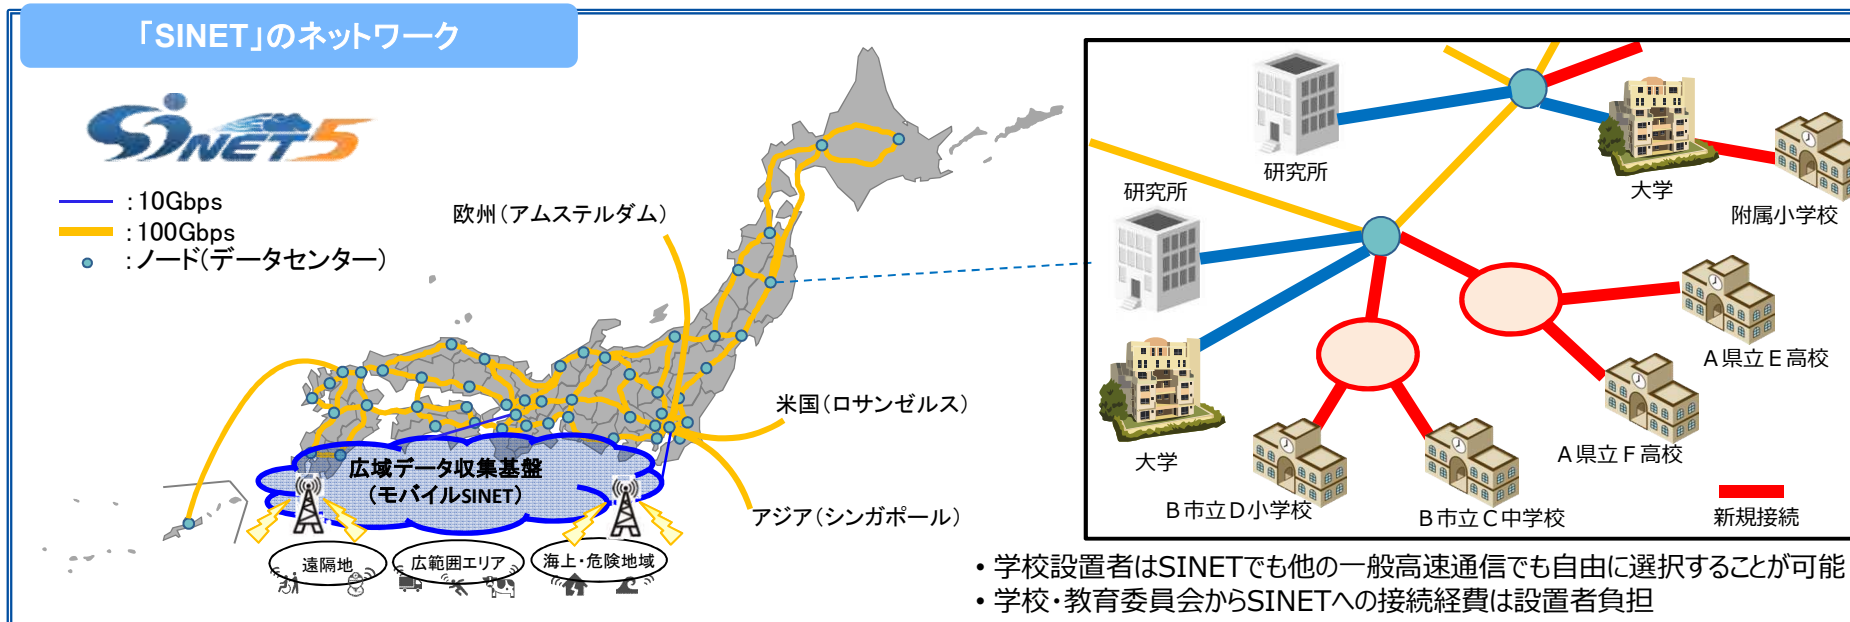 「SINET」のネットワーク
SINET5
：10Gbps
：100Gbps
：ノード(データセンター)
欧州(アムステルダム)
米国(ロサンゼルス)
アジア(シンガポール)
広域データ収集基盤
(モバイルSINET)
遠隔地
広範囲エリア
海上・危険地域
研究所
大学
附属小学校
研究所
大学
A県立E高校
A県立F高校
B市立D小学校
B市立C中学校
新規接続
• 学校設置者はSINETでも他の一般高速通信でも自由に選択することが可能
• 学校・教育委員会からSINETへの接続経費は設置者負担